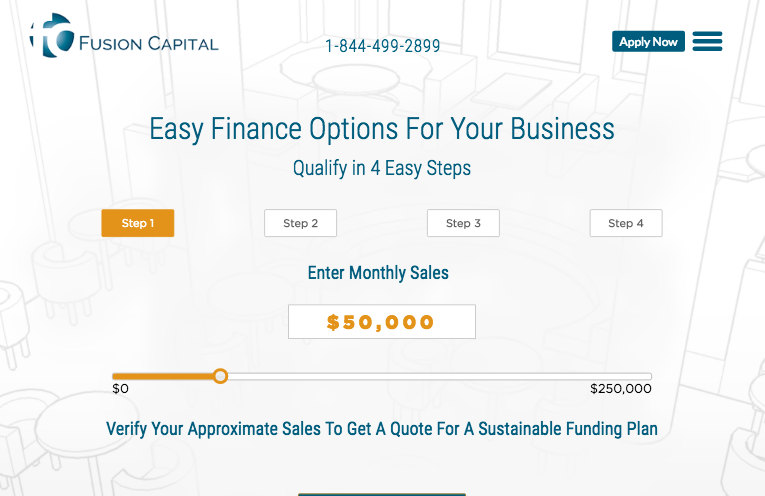 Fusion Capital
1-844-499-2899
Apply Now
Easy Finance Options For Your Business
Qualify in 4 Easy Steps
Step 1
Step 2
Step 3
Step 4
Enter Monthly Sales
$50,000
$0
$250,000
Verify Your Approximate Sales To Get A Quote For A Sustainable Funding Plan